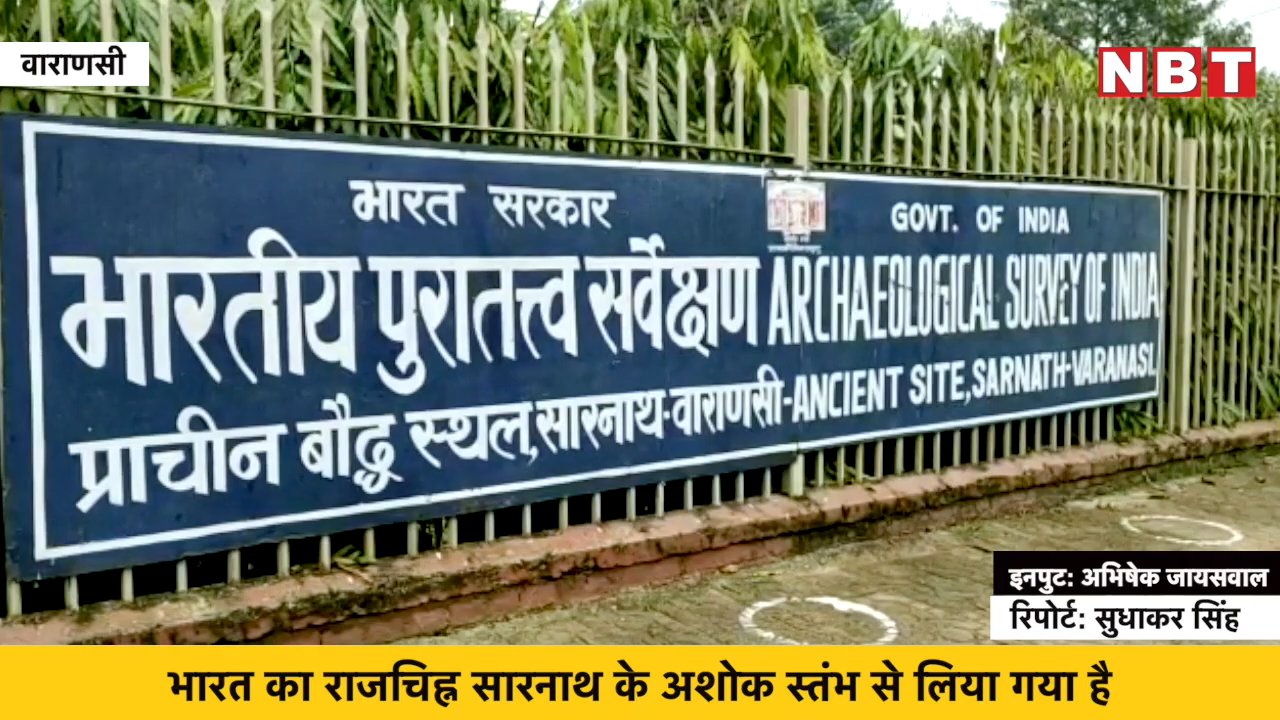 वाराणसी
NBT
भारत सरकार
भारतीय पुरातत्त्व सर्वेक्षण
प्राचीन बौद्ध स्थल, सारनाथ-वाराणसी-
GOVT. OF INDIA
ARCHAEOLOGICAL SURVEY OF INDIA
ANCIENT SITE, SARNATH-VARANASI.
इनपुट: अभिषेक जायसवाल
रिपोर्ट: सुधाकर सिंह
भारत का राजचिह्न सारनाथ के अशोक स्तंभ से लिया गया है